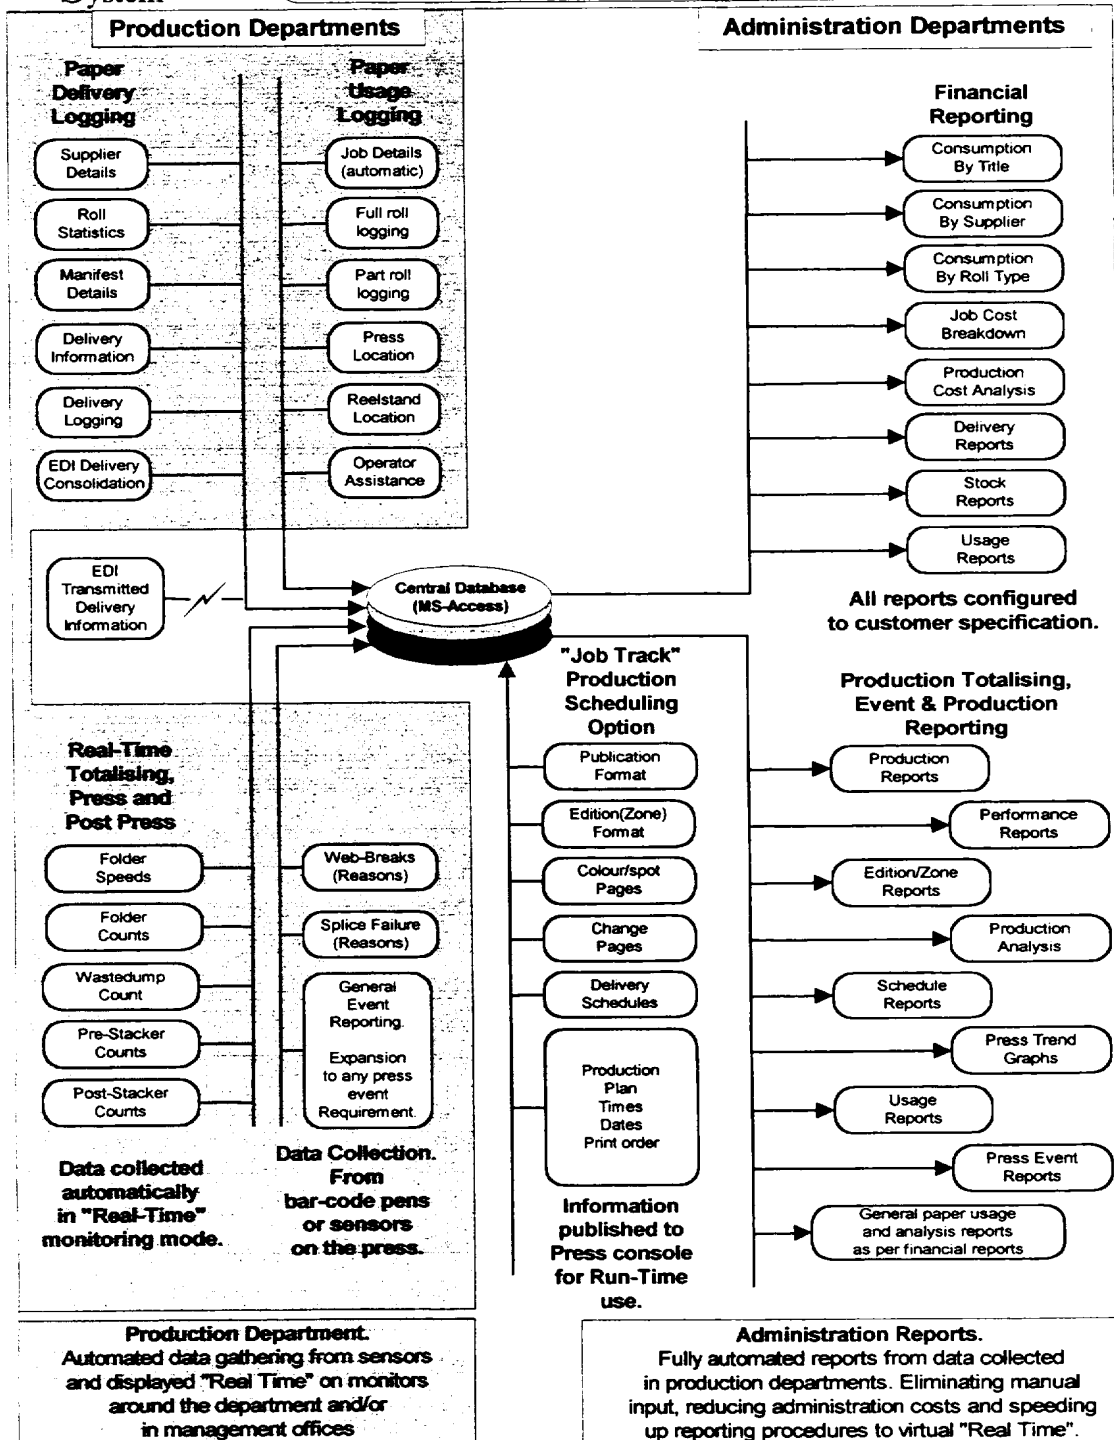 System
Production Departments
Administration Departments
Paper
Delivery
Logging
Supplier
Details
Roll
Statistics
Manifest
Details
Delivery
Information
Delivery
Logging
EDI Delivery
Consolidation
Paper
Usage
Logging
Job Details
(automatic)
Full roll
logging
Part roll
logging
Press
Location
Reelstand
Location
Operator
Assistance
Financial
Reporting
Consumption
By Title
Consumption
By Supplier
Consumption
By Roll Type
Job Cost
Breakdown
Production
Cost Analysis
Delivery
Reports
Stock
Reports
Usage
Reports
All reports configured
to customer specification.
EDI
Transmitted
Delivery
Information
Central Database
(MS-Access)
Real-Time
Totalising,
Press and
Post Press
Folder
Speeds
Folder
Counts
Wastedump
Count
Pre-Stacker
Counts
Post-Stacker
Counts
Data collected
automatically
in "Real-Time"
monitoring mode.
Web-Breaks
(Reasons)
Splice Failure
(Reasons)
General
Event
Reporting.
Expansion
to any press
event
Requirement.
Data Collection.
From
bar-code pens
or sensors
on the press.
"Job Track"
Production
Scheduling
Option
Publication
Format
Edition(Zone)
Format
Colour/spot
Pages
Change
Pages
Delivery
Schedules
Production
Plan
Times
Dates
Print order
Information
published to
Press console
for Run-Time
use.
Production Totalising,
Event & Production
Reporting
Production
Reports
Performance
Reports
Edition/Zone
Reports
Production
Analysis
Schedule
Reports
Press Trend
Graphs
Usage
Reports
Press Event
Reports
General paper usage
and analysis reports
as per financial reports
Production Department.
Automated data gathering from sensors
and displayed "Real Time" on monitors
around the department and/or
in management offices
Administration Reports.
Fully automated reports from data collected
in production departments. Eliminating manual
input, reducing administration costs and speeding
up reporting procedures to virtual "Real Time".